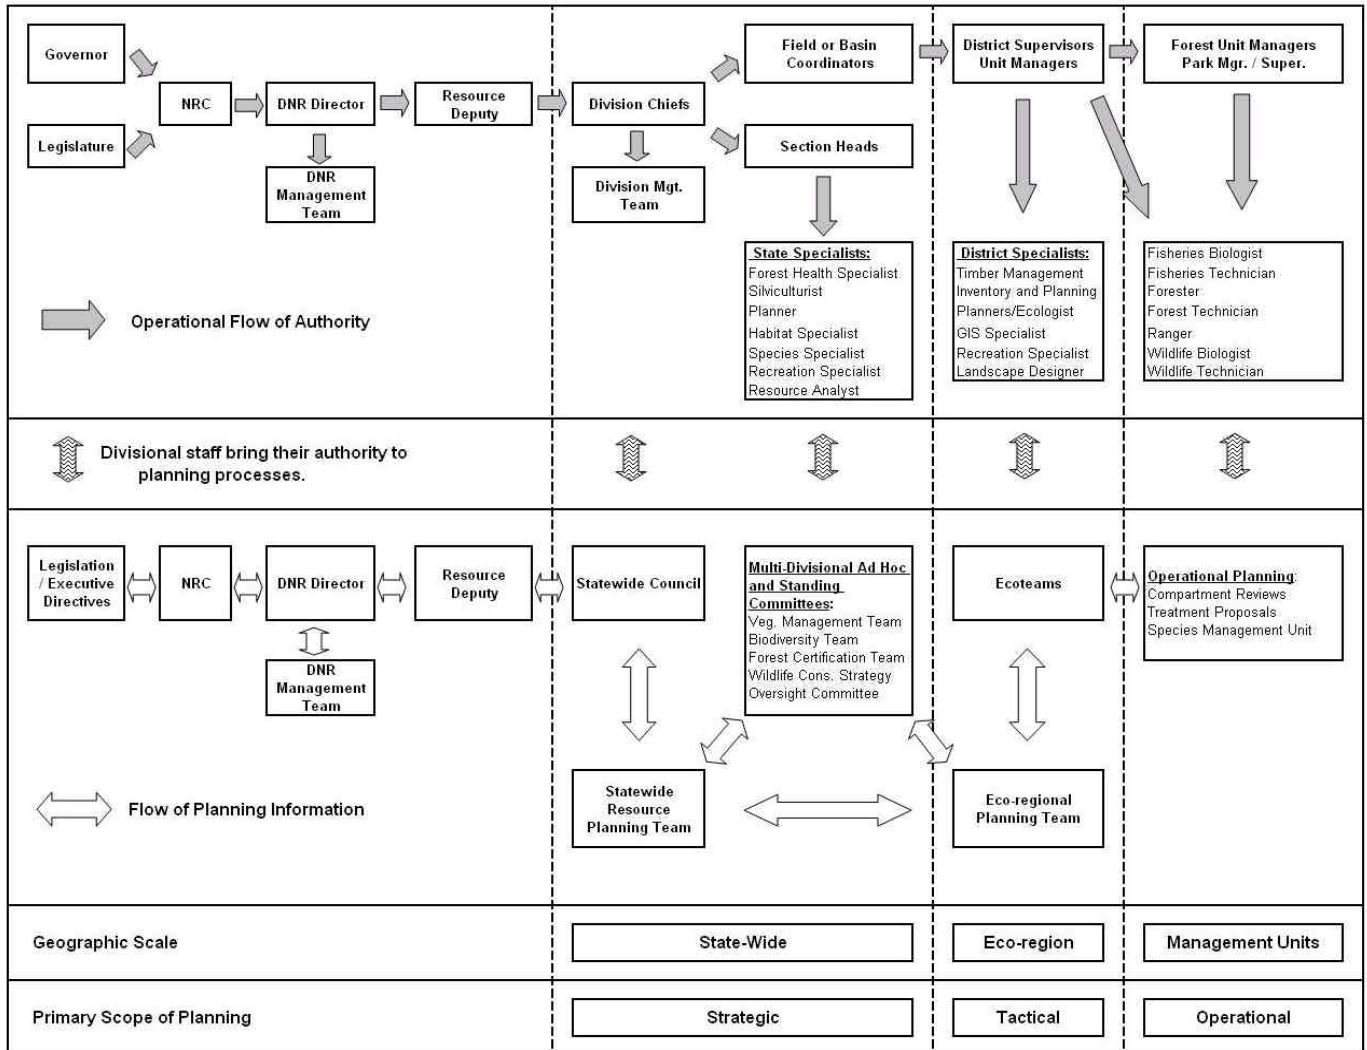 Governor
Legislature
NRC
DNR Director
DNR
Management
Team
Resource
Deputy
Division Chiefs
Division Mgt.
Team
Field or Basin
Coordinators
Section Heads
State Specialists:
Forest Health Specialist
Silviculturist
Planner
Habitat Specialist
Species Specialist
Recreation Specialist
Resource Analyst
District Supervisors
Unit Managers
District Specialists:
Timber Management
Inventory and Planning
Planners/Ecologist
GIS Specialist
Recreation Specialist
Landscape Designer
Forest Unit Managers
Park Mgr. / Super.
Fisheries Biologist
Fisheries Technician
Forester
Forest Technician
Ranger
Wildlife Biologist
Wildlife Technician
Operational Flow of Authority
Divisional staff bring their authority to
planning processes.
Legislation
/ Executive
Directives
NRC
DNR Director
DNR
Management
Team
Resource
Deputy
Statewide Council
Multi-Divisional Ad Hoc
and Standing
Committees:
Veg. Management Team
Biodiversity Team
Forest Certification Team
Wildlife Cons. Strategy
Oversight Committee
Ecoteams
Operational Planning:
Compartment Reviews
Treatment Proposals
Species Management Unit
Flow of Planning Information
Statewide
Resource
Planning Team
Eco-regional
Planning Team
Geographic Scale
State-Wide
Eco-region
Management Units
Primary Scope of Planning
Strategic
Tactical
Operational